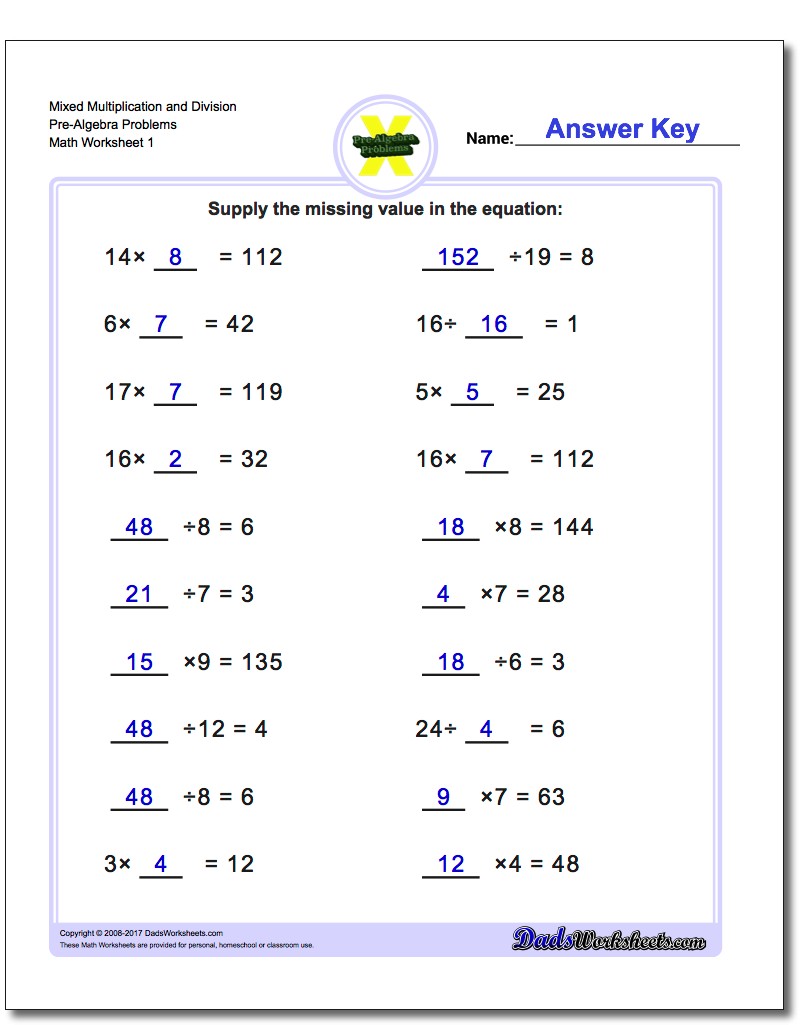 Mixed Multiplication and Division
Pre-Algebra Problems
Math Worksheet 1
Pre-Algebra
Problems
X
Name: Answer Key
Supply the missing value in the equation:
14× 8 = 112
152 ÷19 = 8
6× 7 = 42
16÷ 16 = 1
17× 7 = 119
5× 5 = 25
16× 2 = 32
16× 7 = 112
48 ÷8 = 6
18 ×8 = 144
21 ÷7 = 3
4 ×7 = 28
15 ×9 = 135
18 ÷6 = 3
48 ÷12 = 4
24÷ 4 = 6
48 ÷8 = 6
9 ×7 = 63
3× 4 = 12
12 ×4 = 48
Copyright © 2008-2017 DadsWorksheets.com
These Math Worksheets are provided for personal, homeschool or classroom use.
DadsWorksheets.com